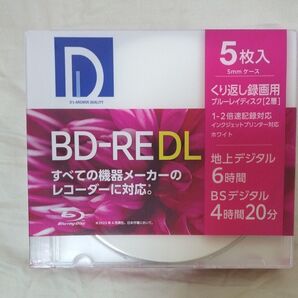 D
D's ANSWER QUALITY
5枚入
5mmケース
くり返し録画用
ブルーレイディスク[2層]
1-2倍速記録対応
インクジェットプリンター対応
ホワイト
BD-RE DL
すべての機器メーカーの
レコーダーに対応。
地上デジタル
6時間
BSデジタル
4時間20分
Blu-ray Disc